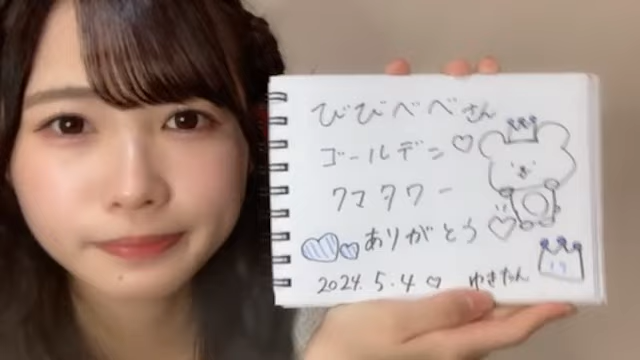 びびべべさん
ゴールデン♡
クマタワー
ありがとう♡
2024.5.4♡ ゆきたん